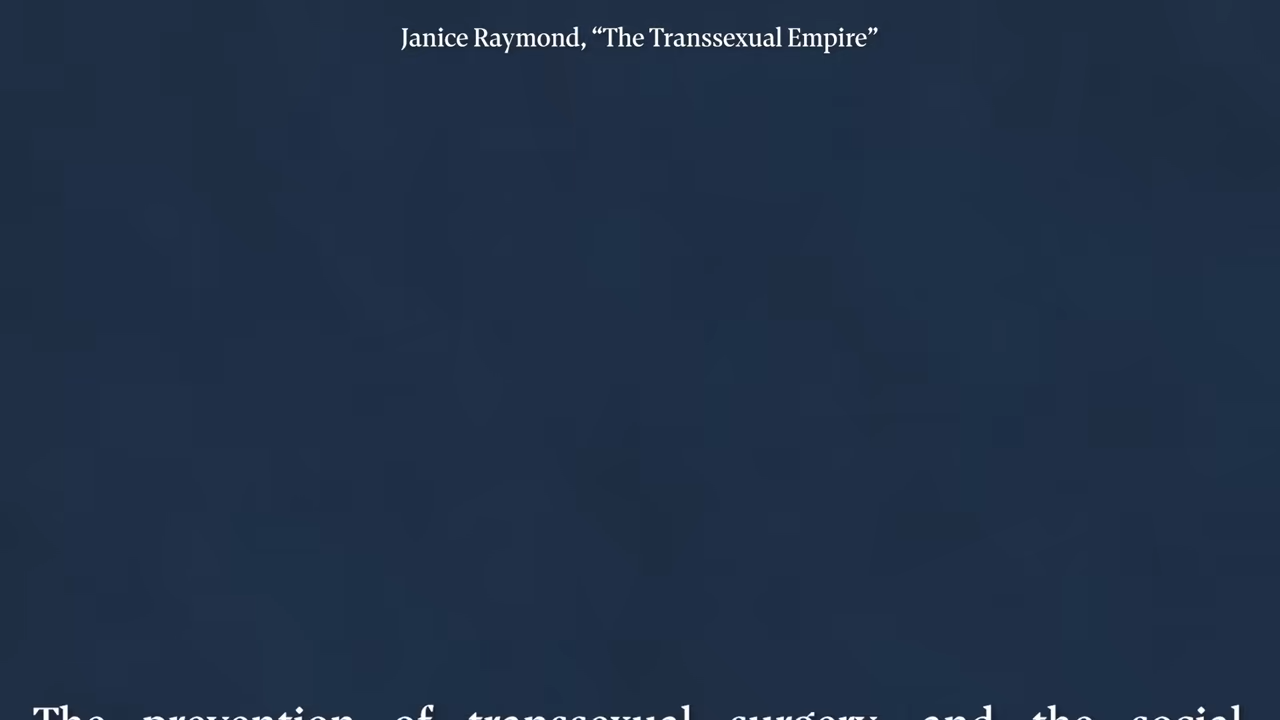 Janice Raymond, “The Transsexual Empire”
The prevention of transsexual surgery, and the social